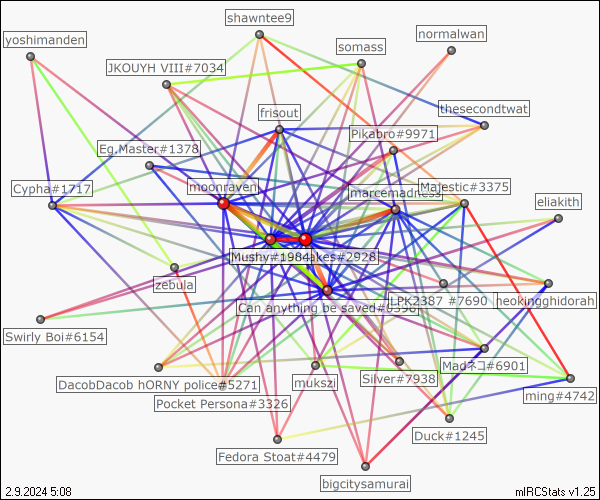 shawntee9
normalwan
yoshimanden
somass
JKOUYH VIII#7034
thesecondtwat
frisout
Pikabro#9971
Eg.Master#1378
Cypha#1717
moonraven
marcemadness
Majestic#3375
eliakith
Mushy#1984
akes#2928
zebula
Can anything be saved
LPK2387 #7690
heokingghidorah
Swirly Boi#6154
Madネコ#6901
DacobDacob hORNY police#5271
mukszi
Silver#7938
ming#4742
Pocket Persona#3326
Duck#1245
Fedora Stoat#4479
bigcitysamurai
2.9.2024 5:08
mIRCStats v1.25